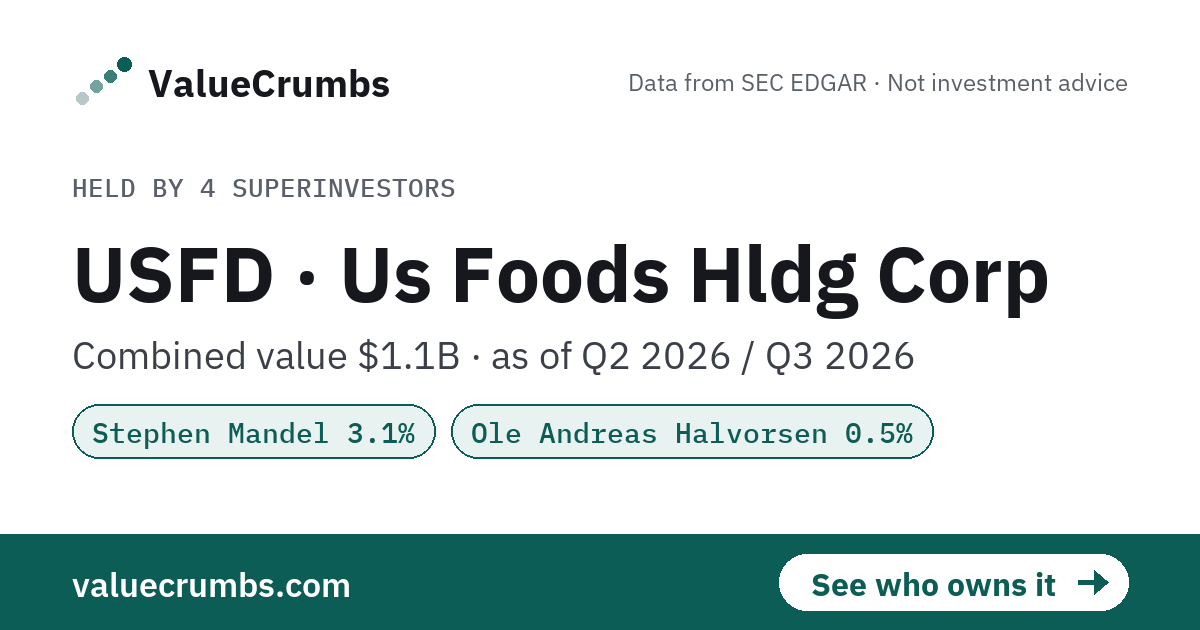 ValueCrumbs
Data from SEC EDGAR · Not investment advice
HELD BY 4 SUPERINVESTORS
USFD · Us Foods Hldg Corp
Combined value $1.1B · as of Q2 2026 / Q3 2026
Stephen Mandel 3.1%
Ole Andreas Halvorsen 0.5%
valuecrumbs.com
See who owns it →